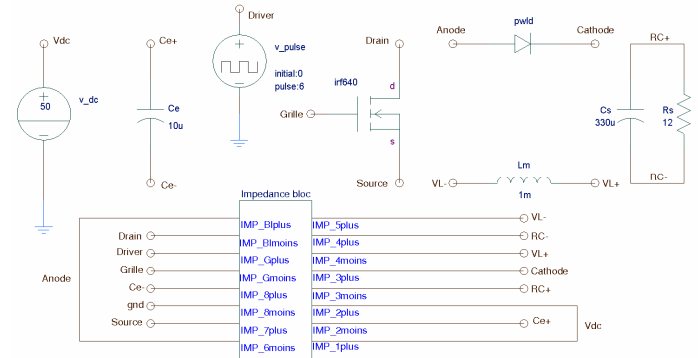 Driver
Vdc
Ce+
v_pulse
Drain
Anode
pwld
Cathode
RC+
initial:0
pulse:6
irf640
d
50
v_dc
Ce
10u
Grille
Cs
330u
Rs
12
s
Lm
1m
Ce-
Source
VL-
VL+
RC-
Impedance bloc
IMP_Blplus
IMP_5plus
VL-
Drain
IMP_Blmoins
IMP_4plus
RC-
Driver
IMP_Gplus
IMP_4moins
VL+
Anode
Grille
IMP_Gmoins
IMP_3plus
Cathode
Ce-
IMP_8plus
IMP_3moins
RC+
gnd
IMP_8moins
IMP_2plus
Source
IMP_7plus
IMP_2moins
Ce+
Vdc
IMP_6moins
IMP_1plus